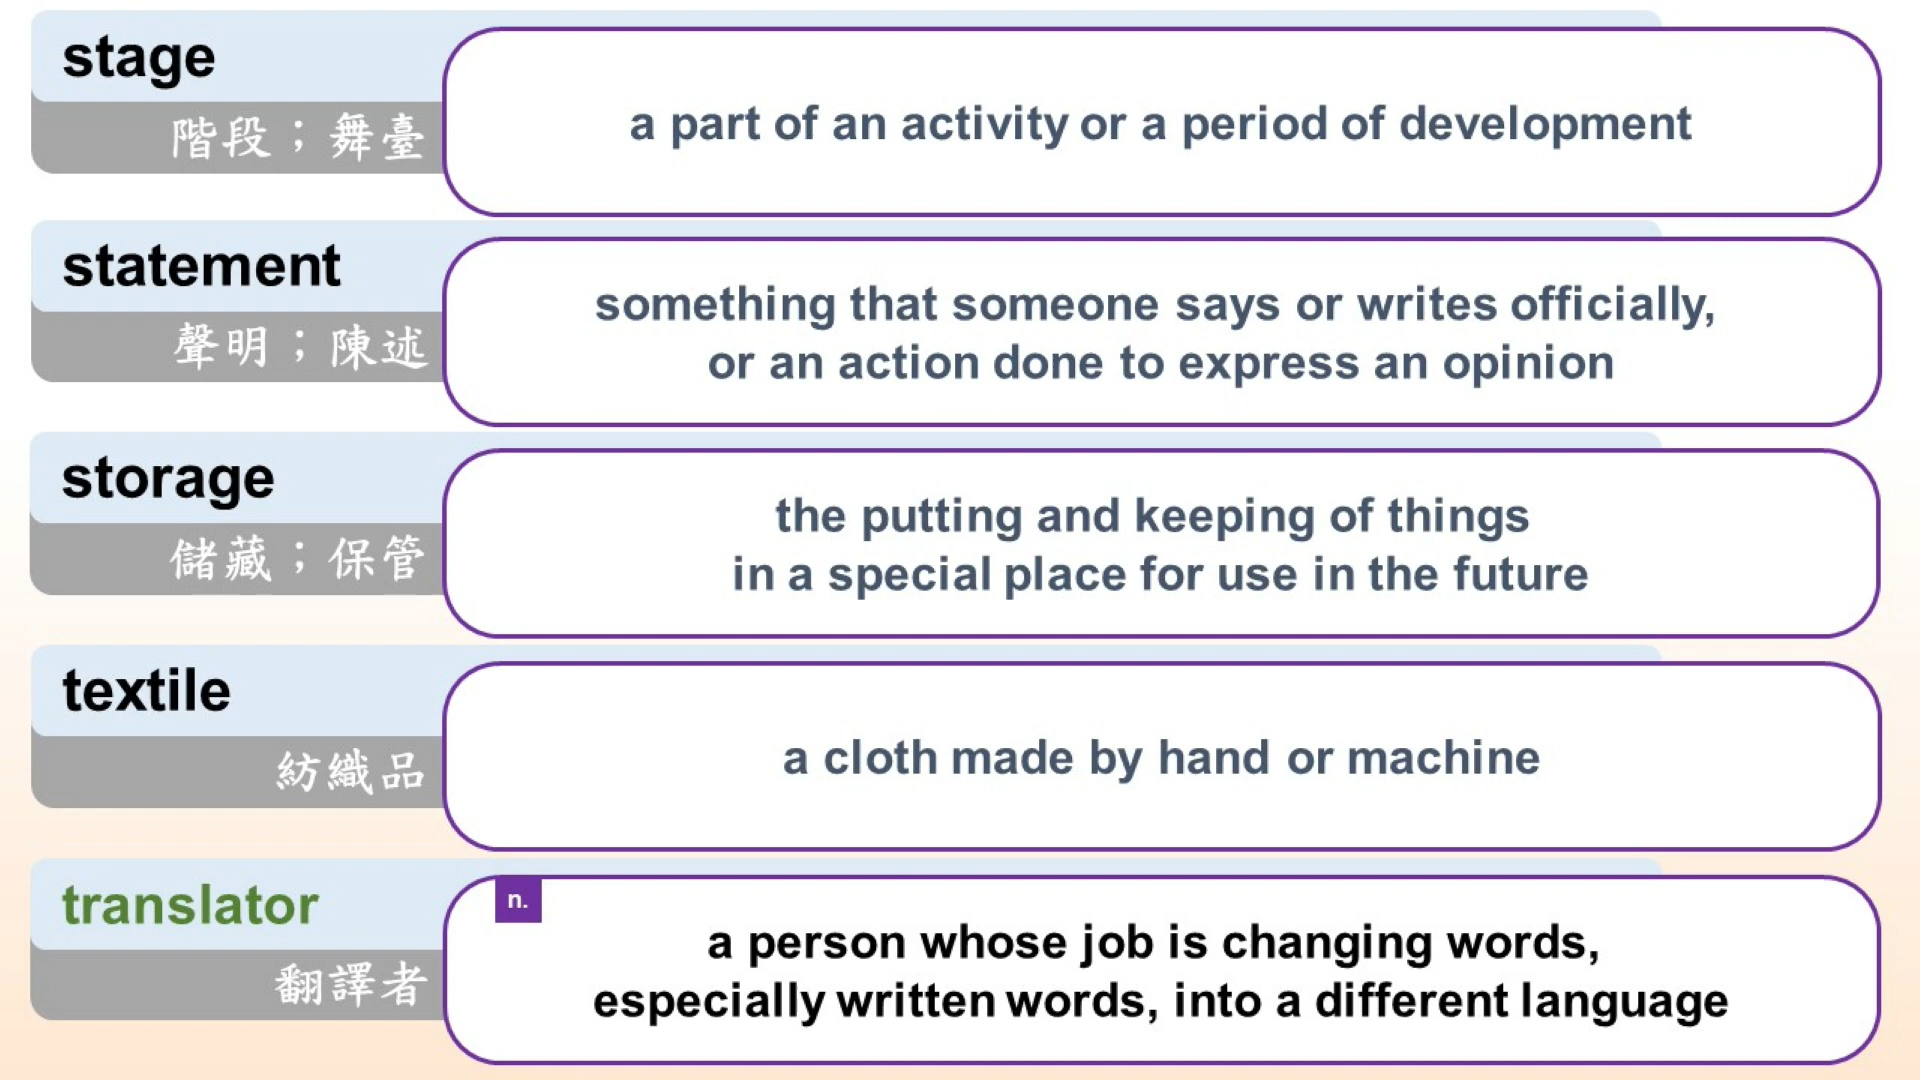 stage
階段；舞臺
a part of an activity or a period of development
statement
聲明；陳述
something that someone says or writes officially,
or an action done to express an opinion
storage
儲藏；保管
the putting and keeping of things
in a special place for use in the future
textile
紡織品
a cloth made by hand or machine
translator
翻譯者
n.
a person whose job is changing words,
especially written words, into a different language